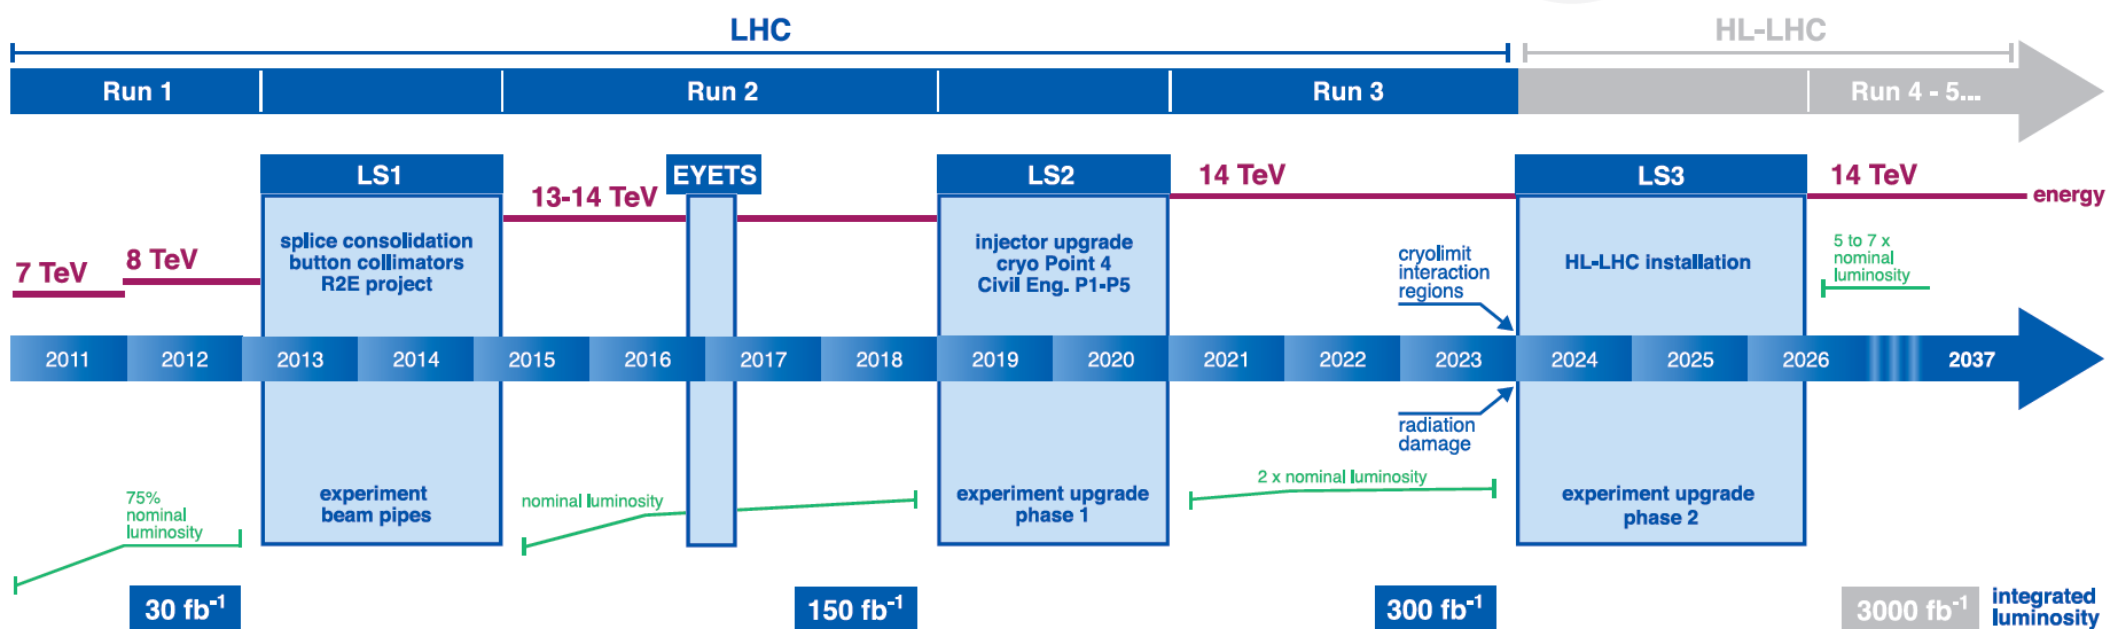 LHC
HL-LHC
Run 1
Run 2
Run 3
Run 4 - 5...
LS1
EYETS
LS2
LS3
13-14 TeV
14 TeV
14 TeV
energy
7 TeV
8 TeV
splice consolidation
button collimators
R2E project
injector upgrade
cryo Point 4
Civil Eng. P1-P5
cryolimit
interaction
regions
HL-LHC installation
5 to 7 x
nominal
luminosity
2011
2012
2013
2014
2015
2016
2017
2018
2019
2020
2021
2022
2023
2024
2025
2026
2037
radiation
damage
75%
nominal
luminosity
experiment
beam pipes
nominal luminosity
experiment upgrade
phase 1
2 x nominal luminosity
experiment upgrade
phase 2
30 fb⁻¹
150 fb⁻¹
300 fb⁻¹
3000 fb⁻¹
integrated
luminosity